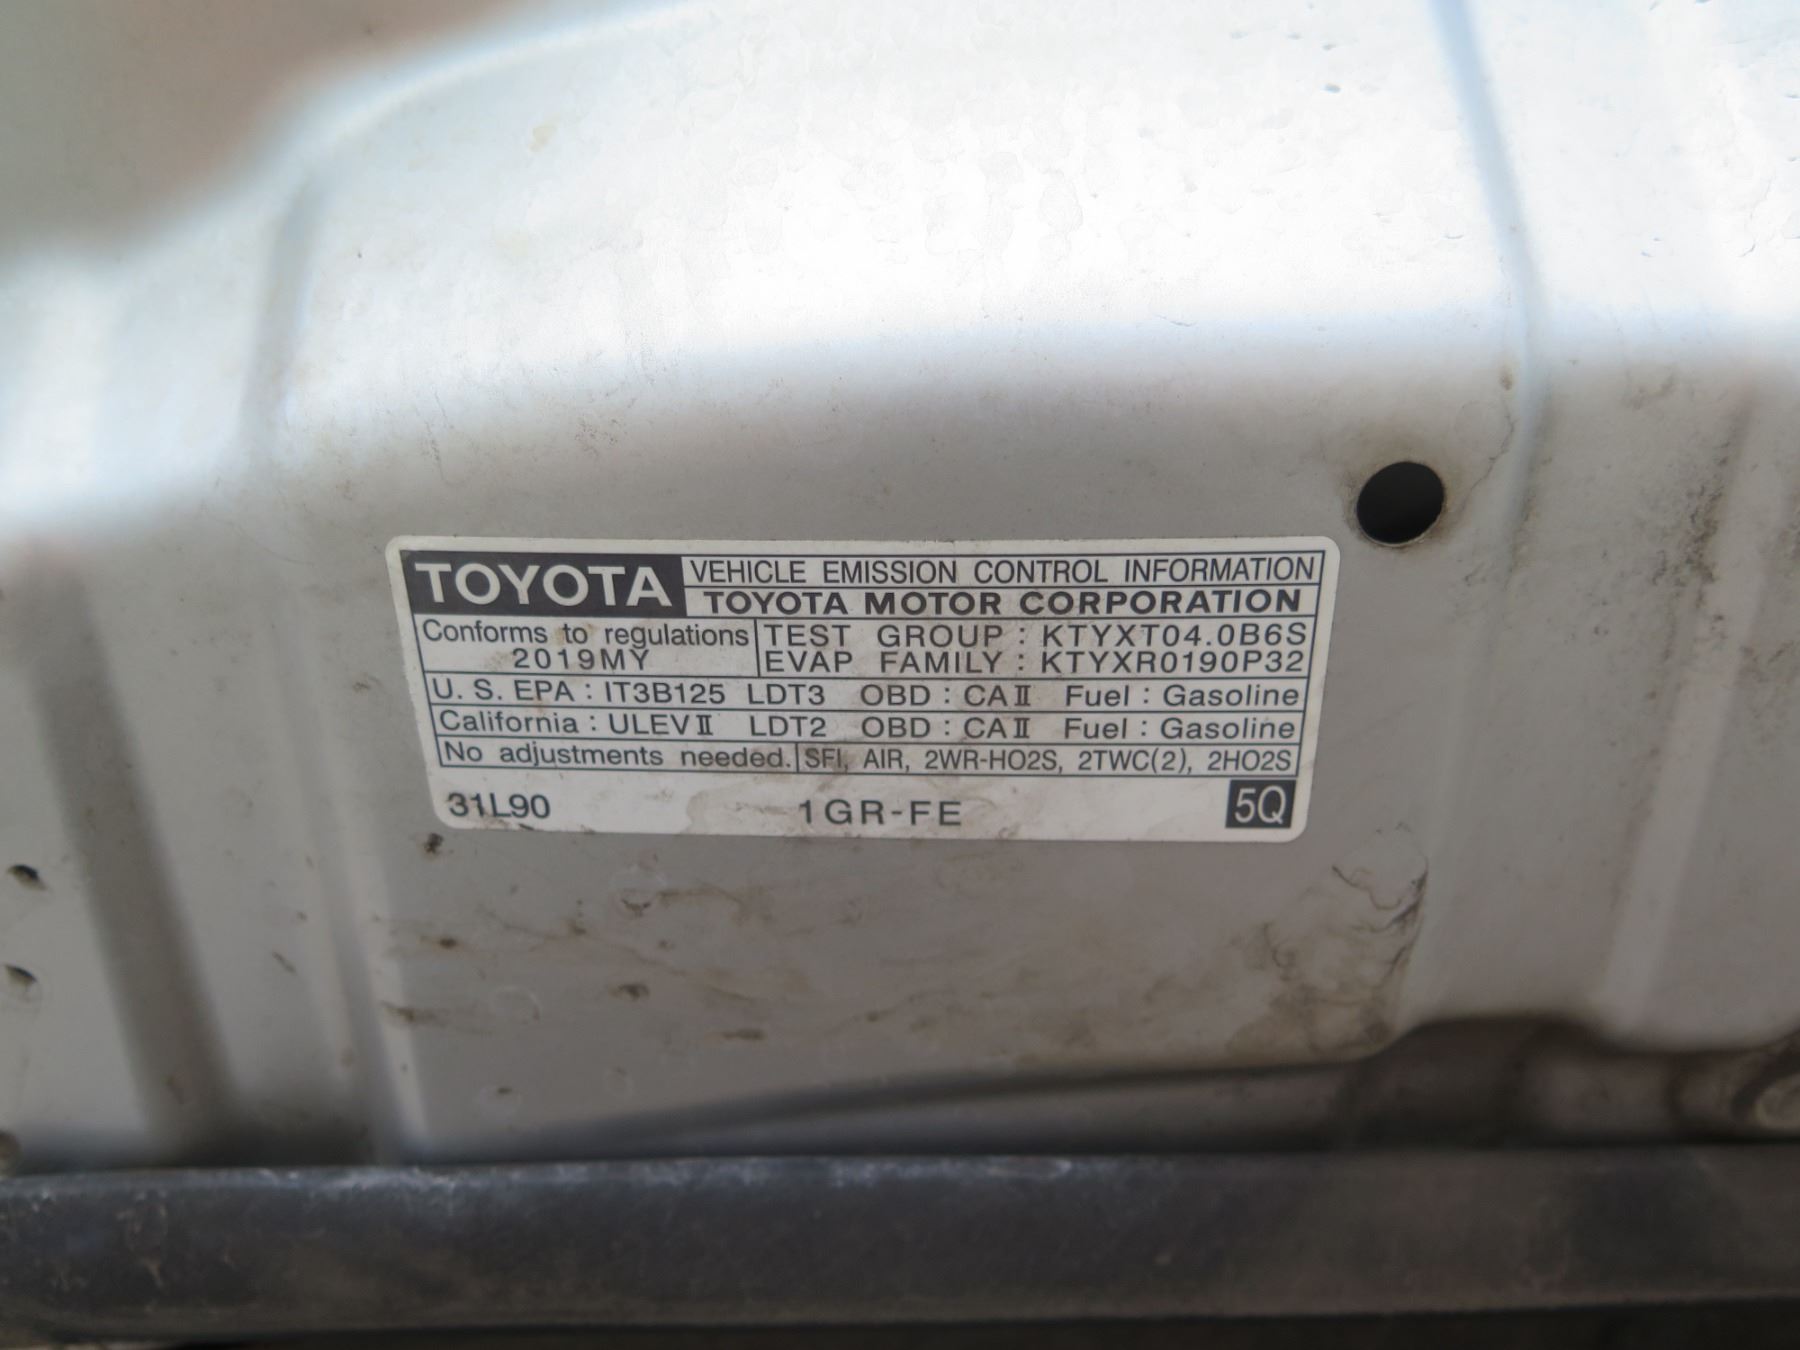 TOYOTA VEHICLE EMISSION CONTROL INFORMATION
TOYOTA MOTOR CORPORATION
Conforms to regulations TEST GROUP : KTYXT04.0B6S
2019MY EVAP FAMILY : KTYXR0190P32
U. S. EPA : IT3B125 LDT3 OBD : CAⅡ Fuel : Gasoline
California : ULEVⅡ LDT2 OBD : CAⅡ Fuel : Gasoline
No adjustments needed. SFI, AIR, 2WR-HO2S, 2TWC(2), 2HO2S
31L90 1GR-FE 5Q